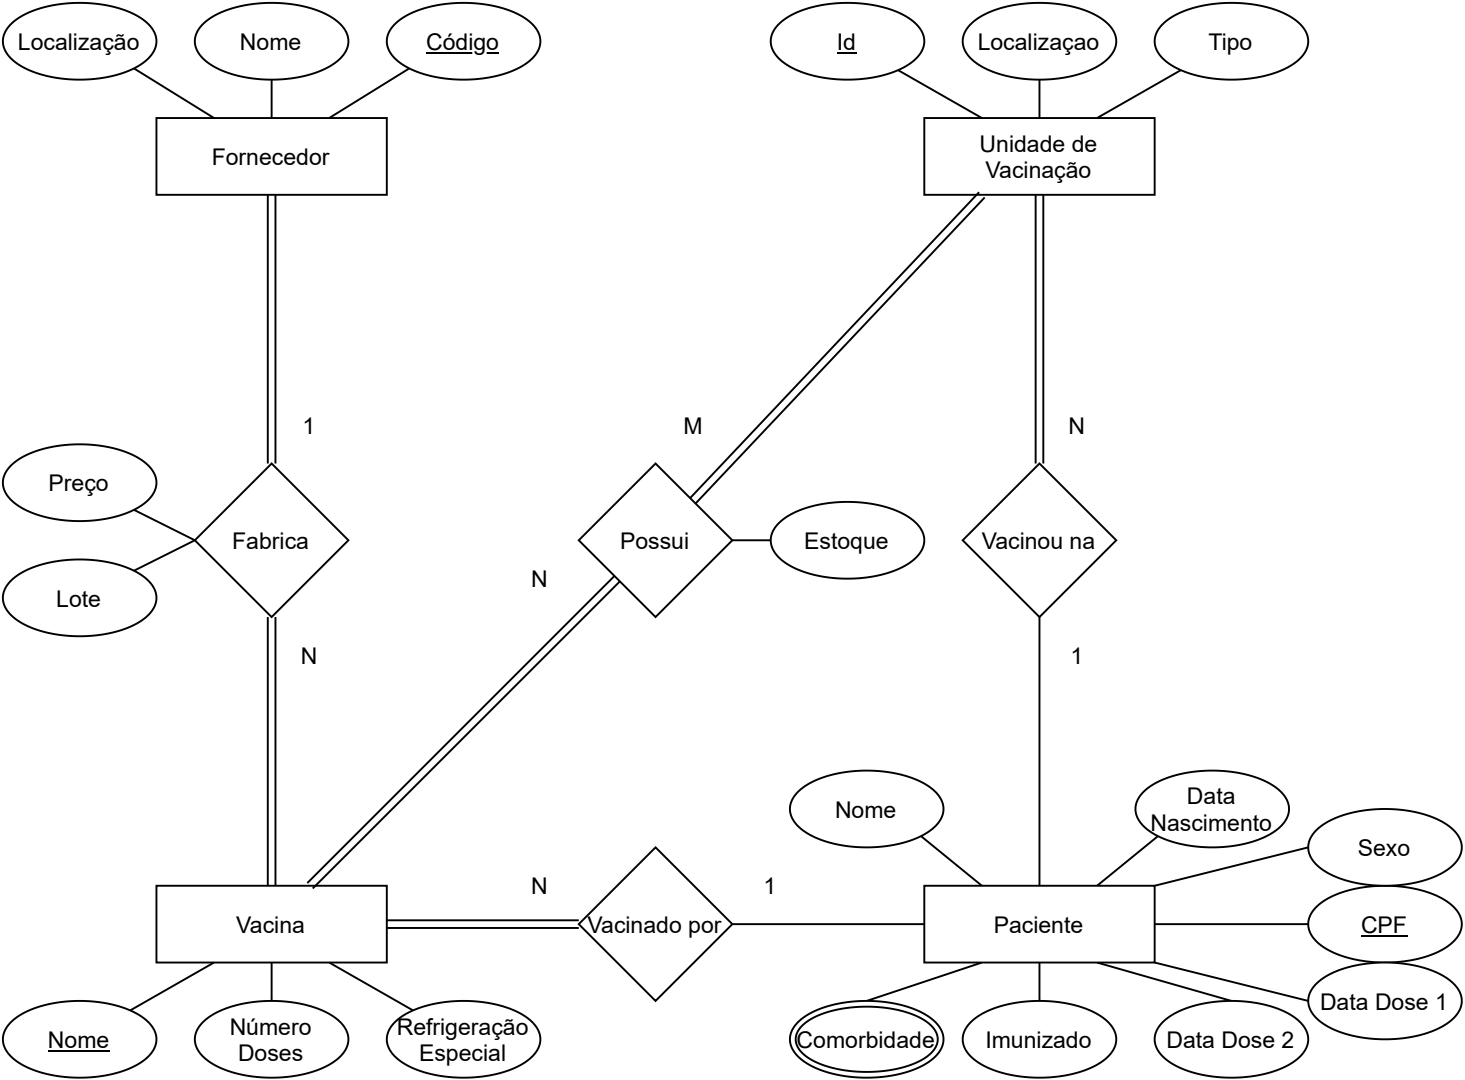 Localização
Nome
Código
Id
Localizaçao
Tipo
Fornecedor
Unidade de
Vacinação
1
M
N
Preço
Lote
Fabrica
Possui
Estoque
Vacinou na
N
N
1
Nome
Data
Nascimento
Sexo
Vacina
N
Vacinado por
1
Paciente
CPF
Data Dose 1
Nome
Número
Doses
Refrigeração
Especial
Comorbidade
Imunizado
Data Dose 2